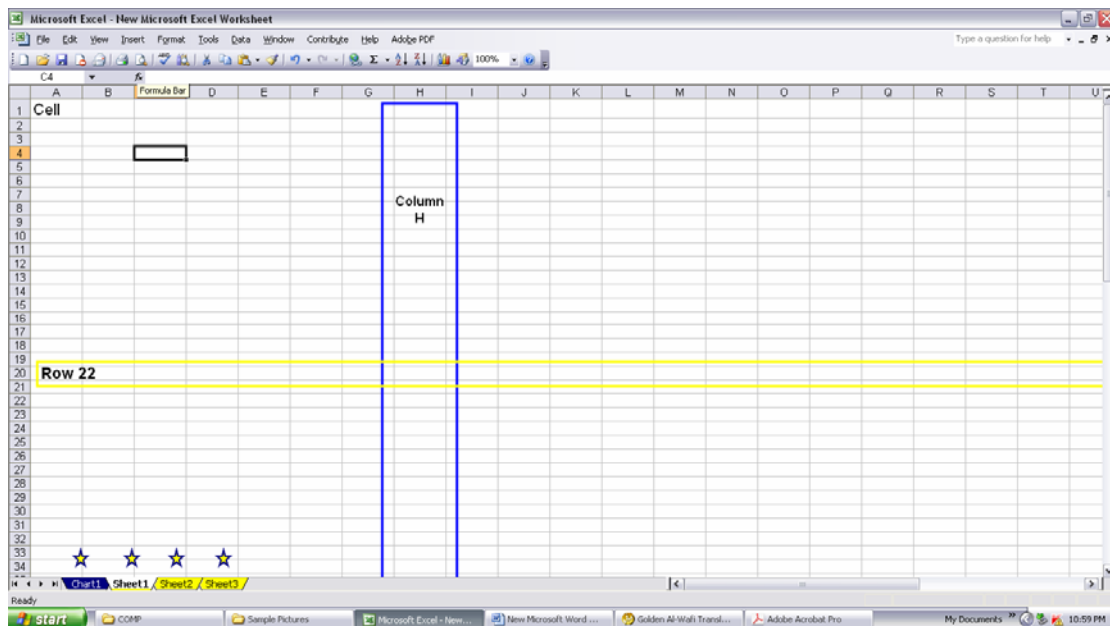 Microsoft Excel - New Microsoft Excel Worksheet
File Edit View Insert Format Tools Data Window Contribute Help Adobe PDF Type a question for help
100%
C4 fx
Formula Bar
A B D E F G H I J K L M N O P Q R S T U
1 Cell
2
3
4
5
6
7
8 Column
9 H
10
11
12
13
14
15
16
17
18
19
20 Row 22
21
22
23
24
25
26
27
28
29
30
31
32
33
34
Chart1 Sheet1 Sheet2 Sheet3
Ready
start COMP Sample Pictures Microsoft Excel - New... New Microsoft Word ... Golden Al-Wafi Transl... Adobe Acrobat Pro My Documents » 10:59 PM